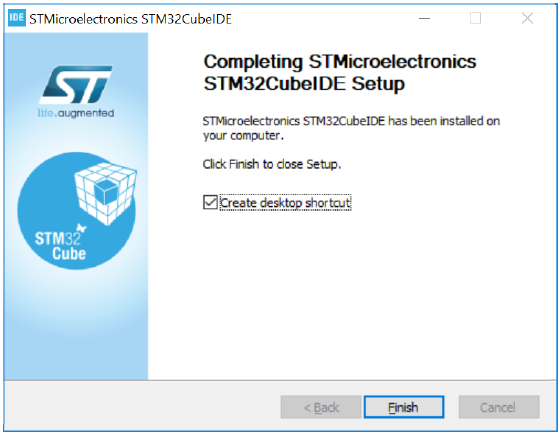 IDE STMicroelectronics STM32CubeIDE
Completing STMicroelectronics
STM32CubeIDE Setup
ST
life.augmented
STMicroelectronics STM32CubeIDE has been installed on
your computer.
Click Finish to close Setup.
Create desktop shortcut
STM32
Cube
< Back Finish Cancel